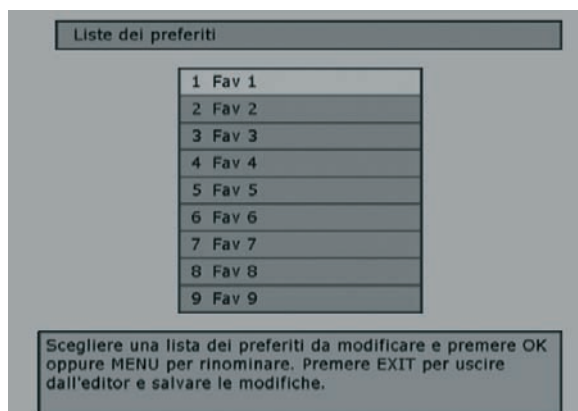 Liste dei preferiti
1 Fav 1
2 Fav 2
3 Fav 3
4 Fav 4
5 Fav 5
6 Fav 6
7 Fav 7
8 Fav 8
9 Fav 9
Scegliere una lista dei preferiti da modificare e premere OK
oppure MENU per rinominare. Premere EXIT per uscire
dall'editor e salvare le modifiche.